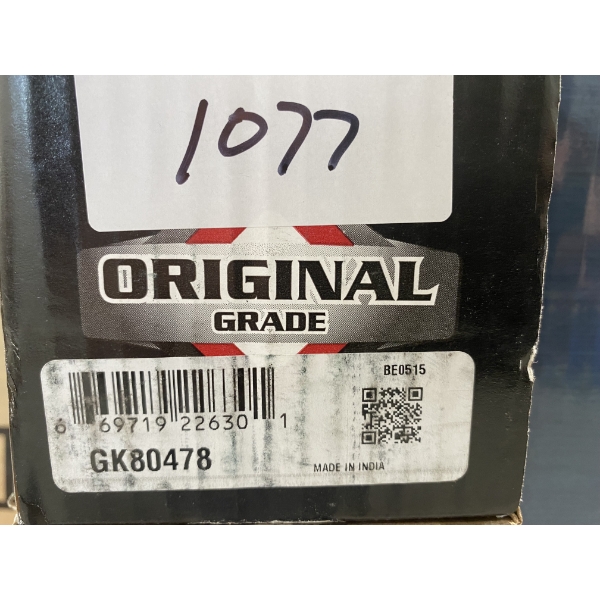 1077
ORIGINAL
GRADE
BE0515
6 69719 22630 1
GK80478
MADE IN INDIA